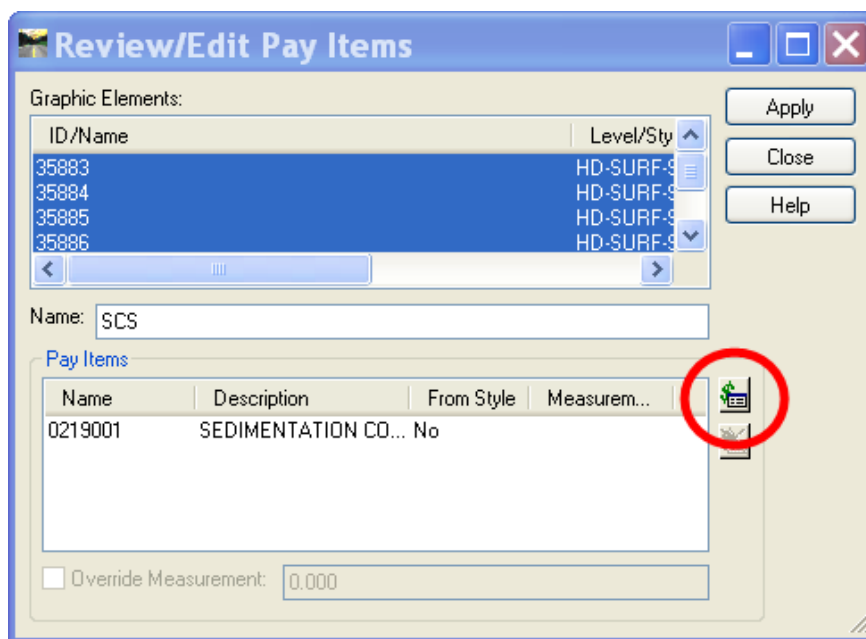 Review/Edit Pay Items
Graphic Elements:
ID/Name Level/Sty
35883 HD-SURF-S
35884 HD-SURF-S
35885 HD-SURF-S
35886 HD-SURF-S
Apply
Close
Help
Name: SCS
Pay Items
Name Description From Style Measurem...
0219001 SEDIMENTATION CO... No
Override Measurement: 0.000